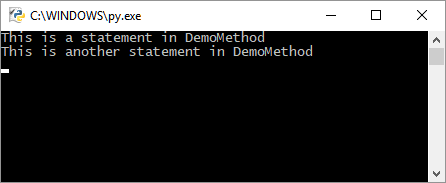 C:\WINDOWS\py.exe
This is a statement in DemoMethod
This is another statement in DemoMethod